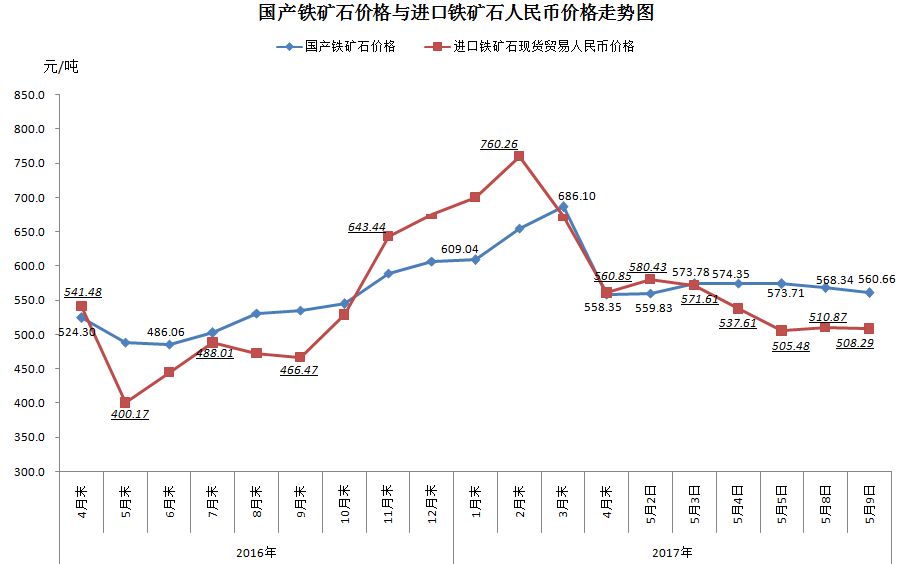 国产铁矿石价格与进口铁矿石人民币价格走势图
国产铁矿石价格 进口铁矿石现货贸易人民币价格
元/吨
850.0
800.0
750.0
700.0
650.0
600.0
550.0
500.0
450.0
400.0
350.0
300.0
541.48
524.30
400.17
486.06
488.01
466.47
643.44
609.04
760.26
686.10
560.85
558.35
580.43
559.83
573.78
571.61
574.35
537.61
573.71
505.48
568.34
510.87
560.66
508.29
4月末
5月末
6月末
7月末
8月末
9月末
10月末
11月末
12月末
1月末
2月末
3月末
4月末
5月2日
5月3日
5月4日
5月5日
5月8日
5月9日
2016年 2017年